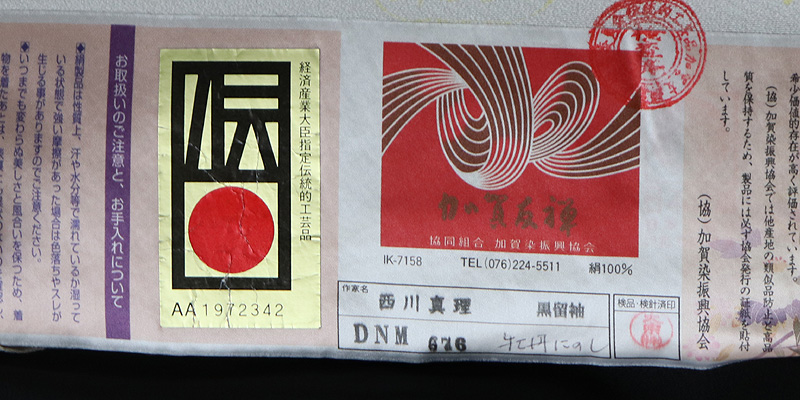 希少価値的存在が高く評価されています。
(協)加賀染振興協会では他産地の類似品防止と高品
質を保持するため、製品には必ず協会発行の証紙を貼付
しています。
(協)加賀染振興協会
加賀友禅
協同組合 加賀染振興協会
IK-7158 TEL(076)224-5511 絹100%
作家名
西川真理 黒留袖
DNM 676 牡丹にのし
検品・検針済印
経済産業大臣指定伝統的工芸品
伝
AA1972342
お取扱いのご注意と、お手入れについて
◆絹製品は性質上、汗や水分等で濡れているか湿って
いる状態で強い摩擦があった場合は色落ちやスレが
生じる事がありますのでご注意ください。
◆いつまでも変わらぬ美しさと風合いを保つため、着